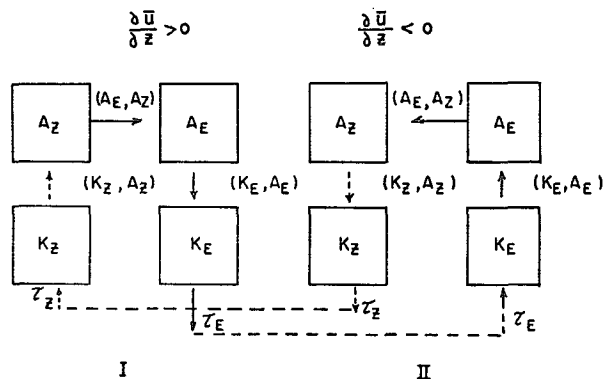 ∂ū/∂z > 0 ∂ū/∂z < 0
(A_E, A_Z) (A_E, A_Z)
A_Z A_E A_Z A_E
(K_Z, A_Z) (K_E, A_E) (K_Z, A_Z) (K_E, A_E)
K_Z K_E K_Z K_E
τ_Z τ_E τ_Z τ_E
I II